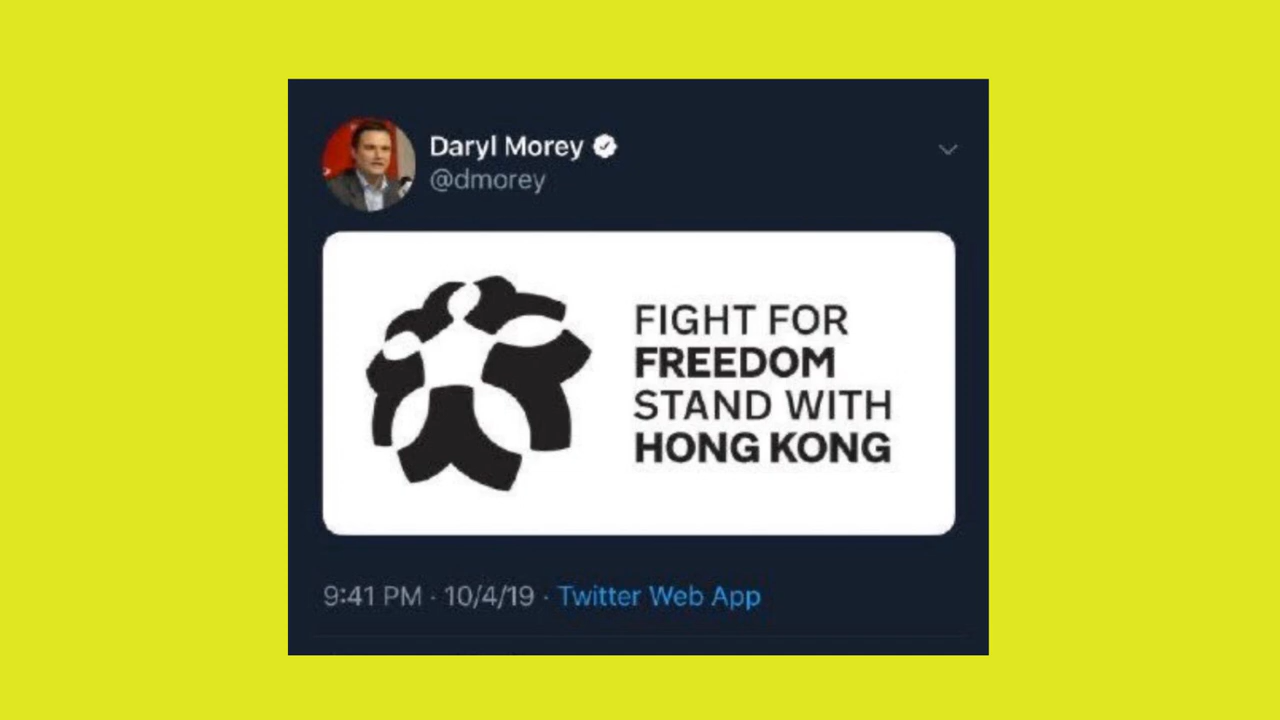 Daryl Morey
@dmorey
FIGHT FOR
FREEDOM
STAND WITH
HONG KONG
9:41 PM · 10/4/19 · Twitter Web App